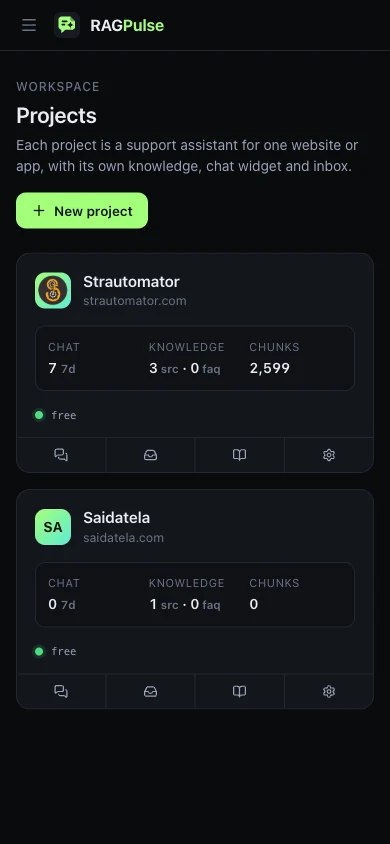 RAGPulse
WORKSPACE
Projects
Each project is a support assistant for one website or
app, with its own knowledge, chat widget and inbox.
+ New project
Strautomator
strautomator.com
CHAT KNOWLEDGE CHUNKS
7 7d 3 src · 0 faq 2,599
free
SA
Saidatela
saidatela.com
CHAT KNOWLEDGE CHUNKS
0 7d 1 src · 0 faq 0
free